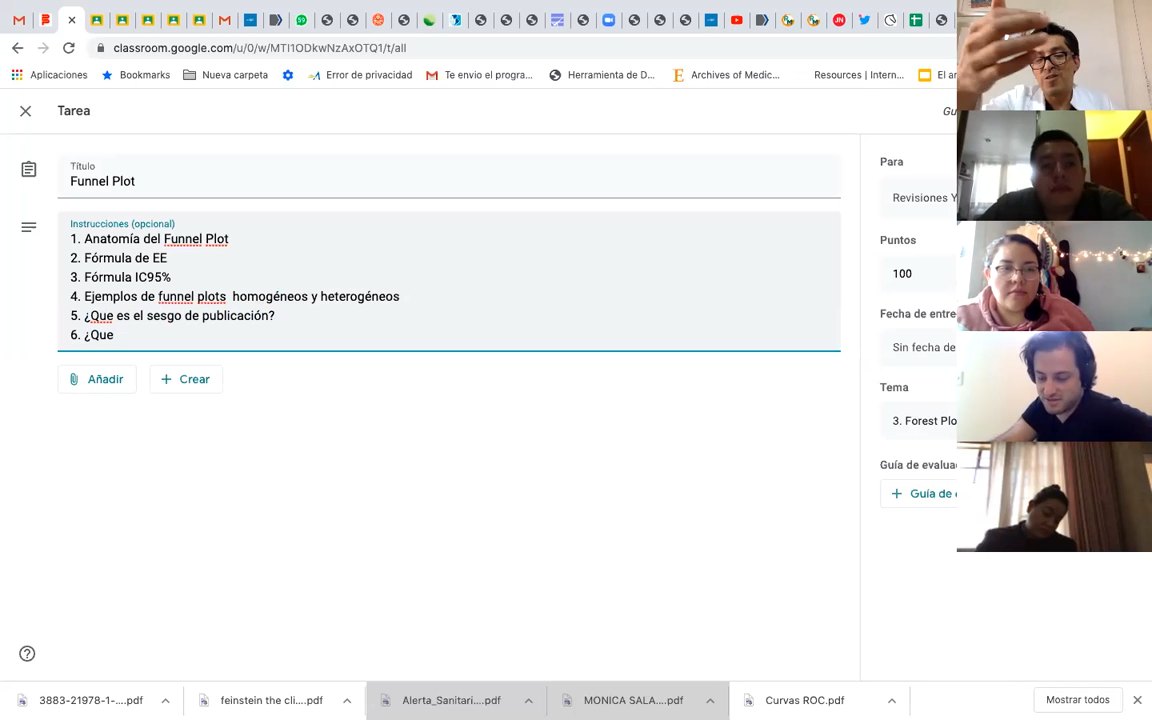 classroom.google.com/u/0/w/MTI1ODkwNzAxOTQ1/t/all
Aplicaciones
Bookmarks
Nueva carpeta
Error de privacidad
Te envio el progra...
Herramienta de D...
Archives of Medic...
Resources | Intern...
El ar
Tarea
Título
Funnel Plot
Instrucciones (opcional)
1. Anatomía del Funnel Plot
2. Fórmula de EE
3. Fórmula IC95%
4. Ejemplos de funnel plots homogéneos y heterogéneos
5. ¿Que es el sesgo de publicación?
6. ¿Que
Añadir
Crear
Para
Revisiones Y
Puntos
100
Fecha de entre
Sin fecha de
Tema
3. Forest Plo
Guía de evalua
Guía de e
3883-21978-1-....pdf
feinstein the cli....pdf
Alerta_Sanitari....pdf
MONICA SALA....pdf
Curvas ROC.pdf
Mostrar todos